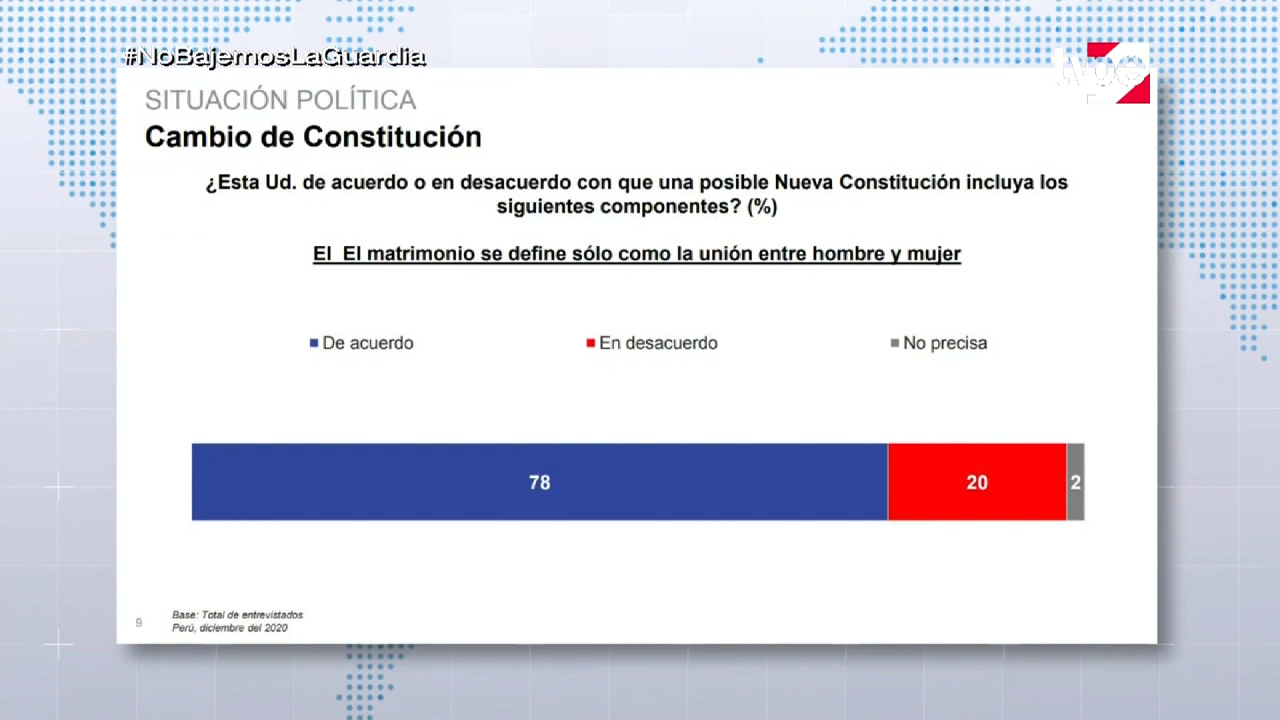 #NoBajemosLaGuardia
tvpe
SITUACIÓN POLÍTICA
Cambio de Constitución
¿Esta Ud. de acuerdo o en desacuerdo con que una posible Nueva Constitución incluya los
siguientes componentes? (%)
El  El matrimonio se define sólo como la unión entre hombre y mujer
De acuerdo
En desacuerdo
No precisa
78
20
2
9
Base: Total de entrevistados
Perú, diciembre del 2020